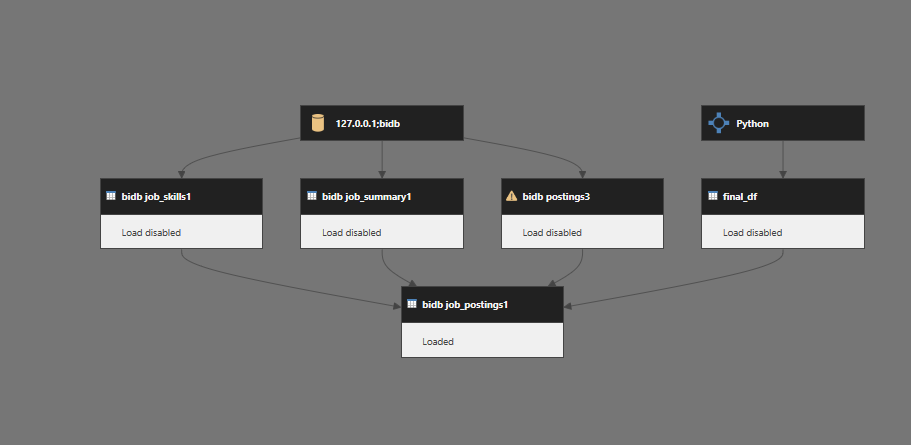 127.0.0.1;bidb
Python
bidb job_skills1
bidb job_summary1
bidb postings3
final_df
Load disabled
Load disabled
Load disabled
Load disabled
bidb job_postings1
Loaded